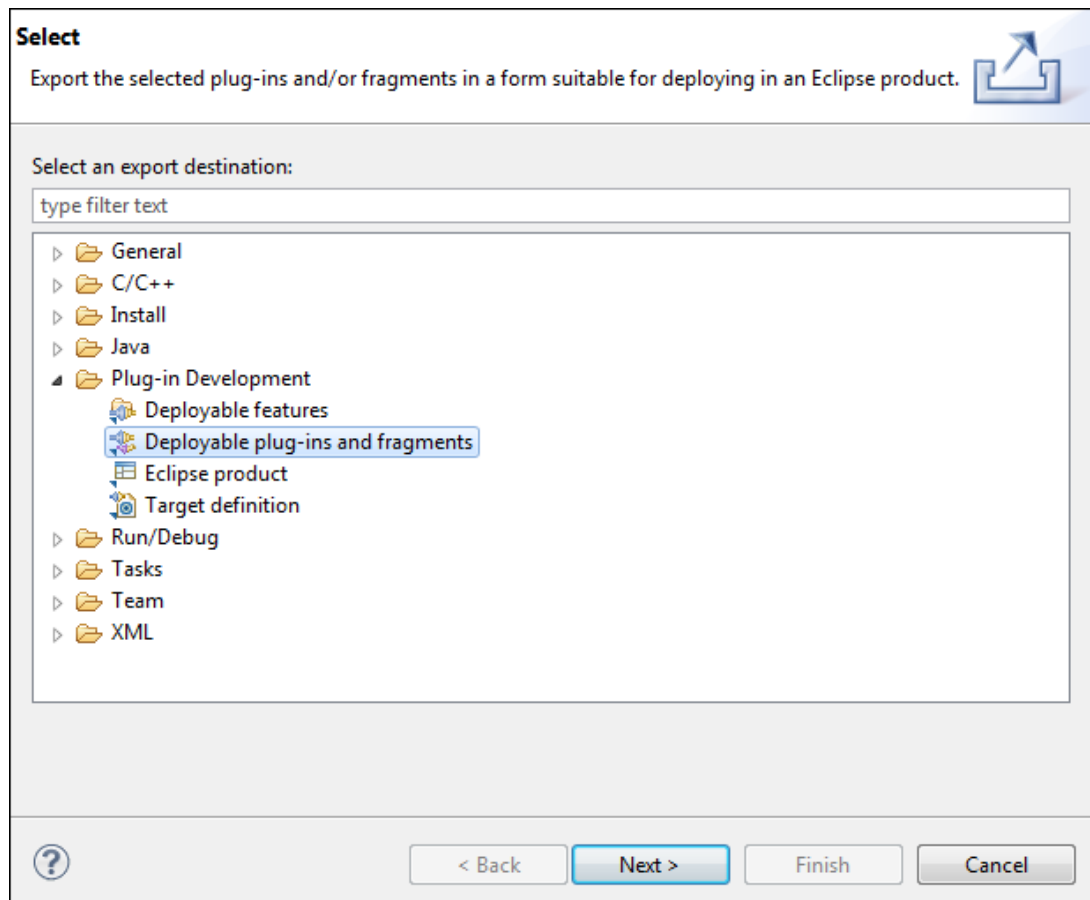 Select
Export the selected plug-ins and/or fragments in a form suitable for deploying in an Eclipse product.
Select an export destination:
type filter text
General
C/C++
Install
Java
Plug-in Development
Deployable features
Deployable plug-ins and fragments
Eclipse product
Target definition
Run/Debug
Tasks
Team
XML
?
< Back Next > Finish Cancel